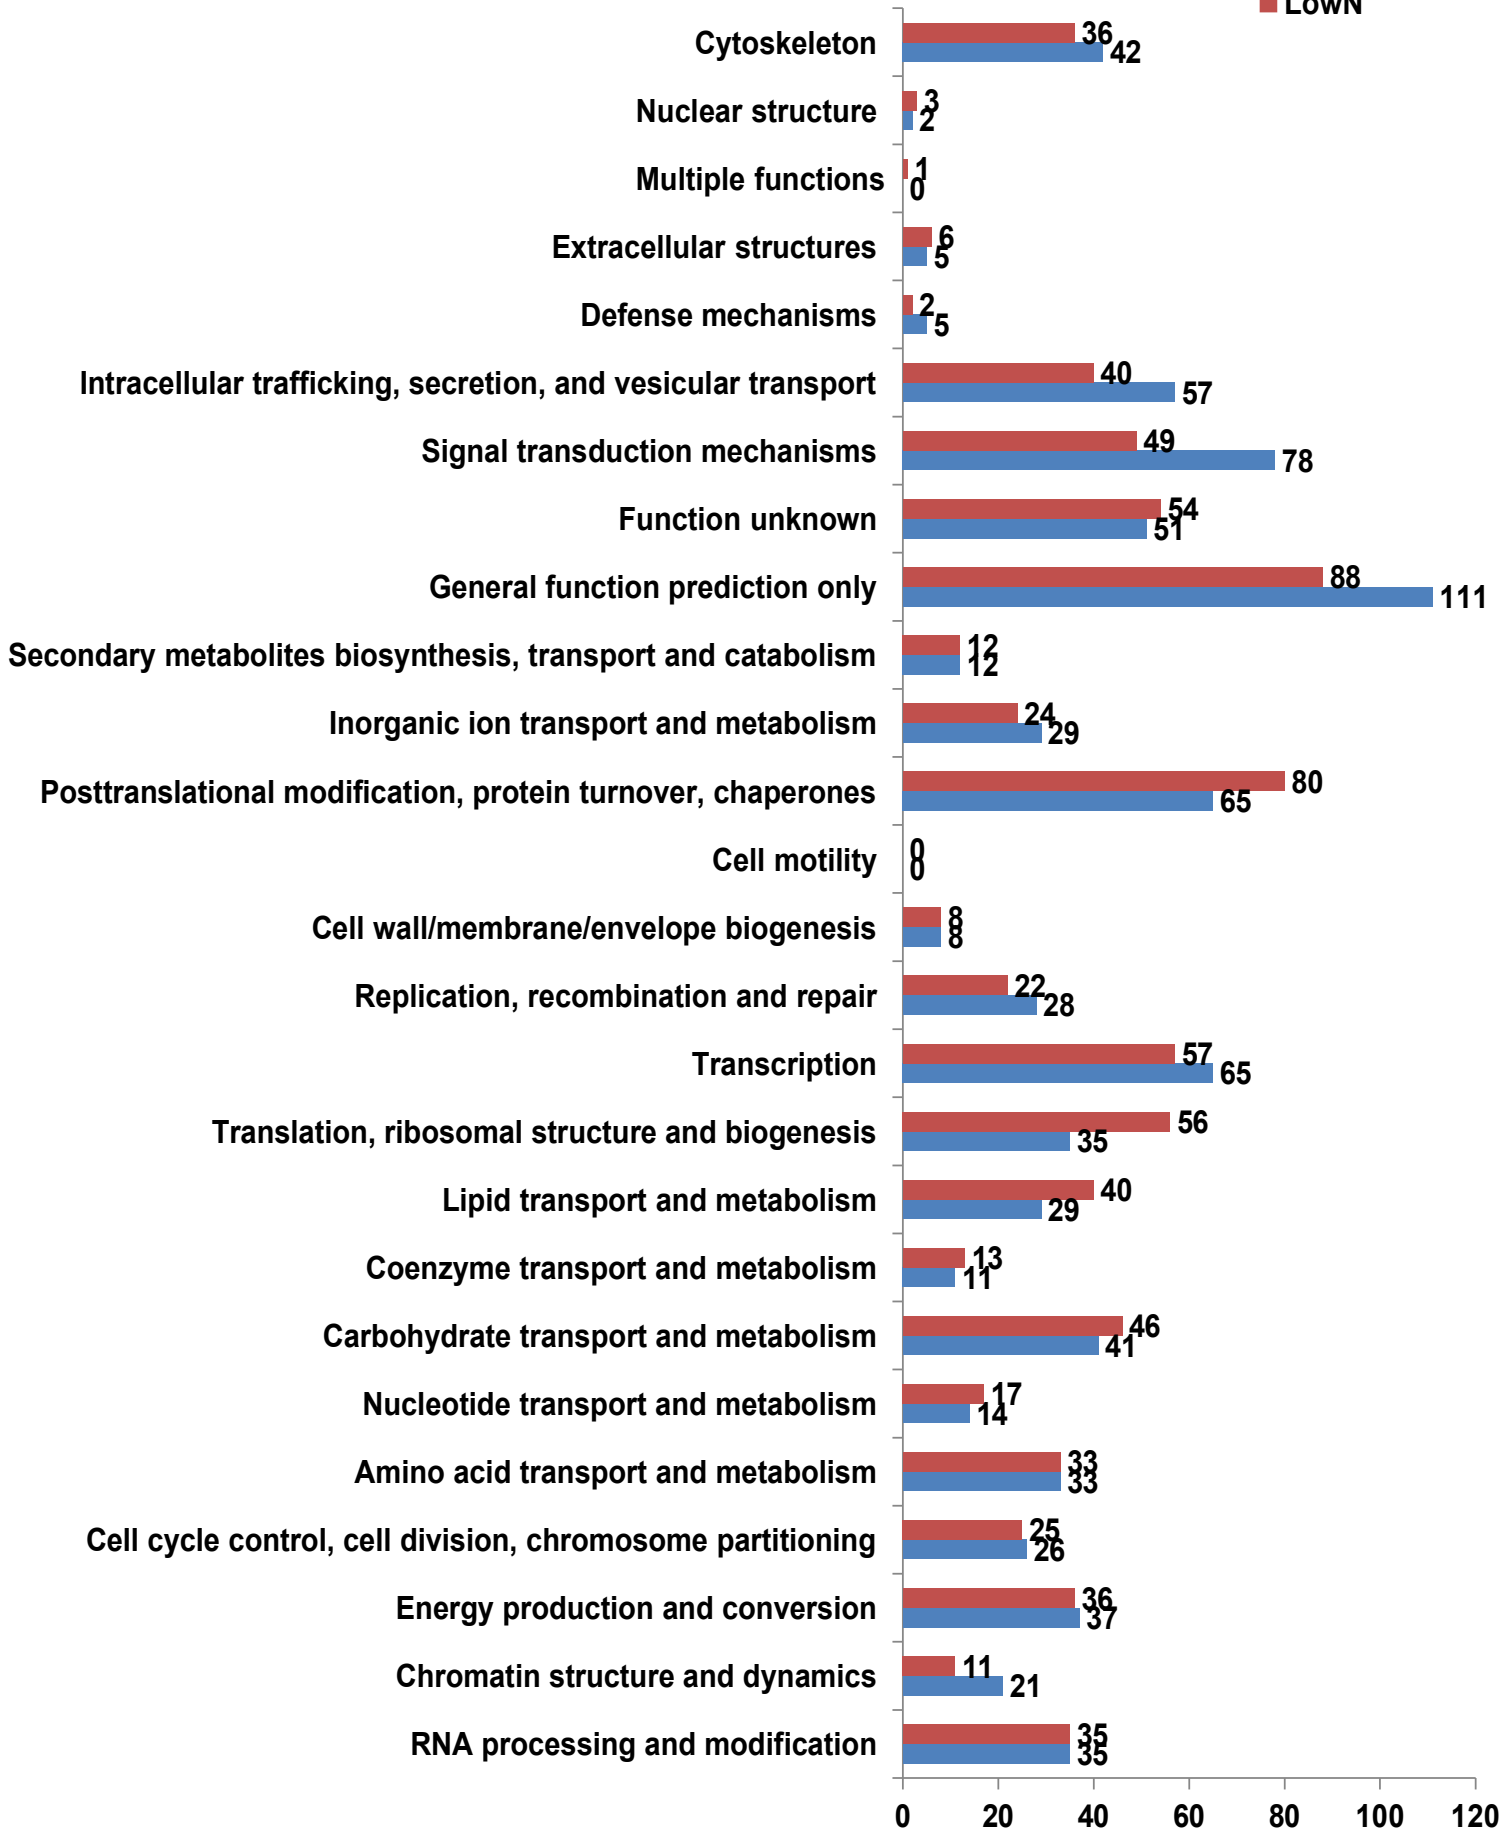 LowN
Cytoskeleton 36 42
Nuclear structure 3 2
Multiple functions 1 0
Extracellular structures 6 5
Defense mechanisms 2 5
Intracellular trafficking, secretion, and vesicular transport 40 57
Signal transduction mechanisms 49 78
Function unknown 54 51
General function prediction only 88 111
Secondary metabolites biosynthesis, transport and catabolism 12 12
Inorganic ion transport and metabolism 24 29
Posttranslational modification, protein turnover, chaperones 80 65
Cell motility 0 0
Cell wall/membrane/envelope biogenesis 8 8
Replication, recombination and repair 22 28
Transcription 57 65
Translation, ribosomal structure and biogenesis 56 35
Lipid transport and metabolism 40 29
Coenzyme transport and metabolism 13 11
Carbohydrate transport and metabolism 46 41
Nucleotide transport and metabolism 17 14
Amino acid transport and metabolism 33 33
Cell cycle control, cell division, chromosome partitioning 25 26
Energy production and conversion 36 37
Chromatin structure and dynamics 11 21
RNA processing and modification 35 35
0 20 40 60 80 100 120